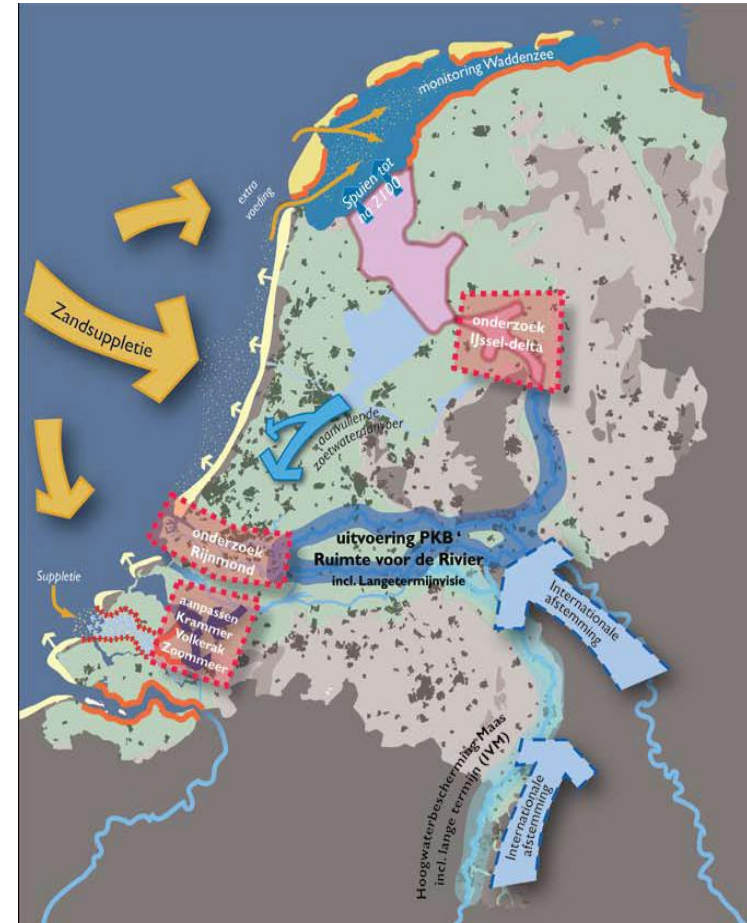 monitoring Waddenzee
extra
voeding
Spuien tot
na 2100
Zandsuppletie
onderzoek
IJssel-delta
aanvullende
zoetwateraanvoer
onderzoek
Rijnmond
uitvoering PKB '
Ruimte voor de Rivier
incl. Langetermijnvisie
Suppletie
aanpassen
Krammer
Volkerak
Zoommeer
Internationale
afstemming
Hoogwaterbescherming Maas
incl. lange termijn (IVM)
Internationale
afstemming